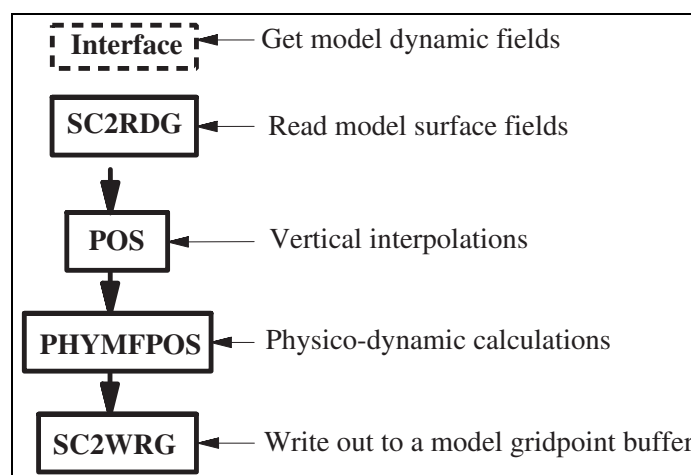 Interface Get model dynamic fields
SC2RDG Read model surface fields
POS Vertical interpolations
PHYMFPOS Physico-dynamic calculations
SC2WRG Write out to a model gridpoint buffer